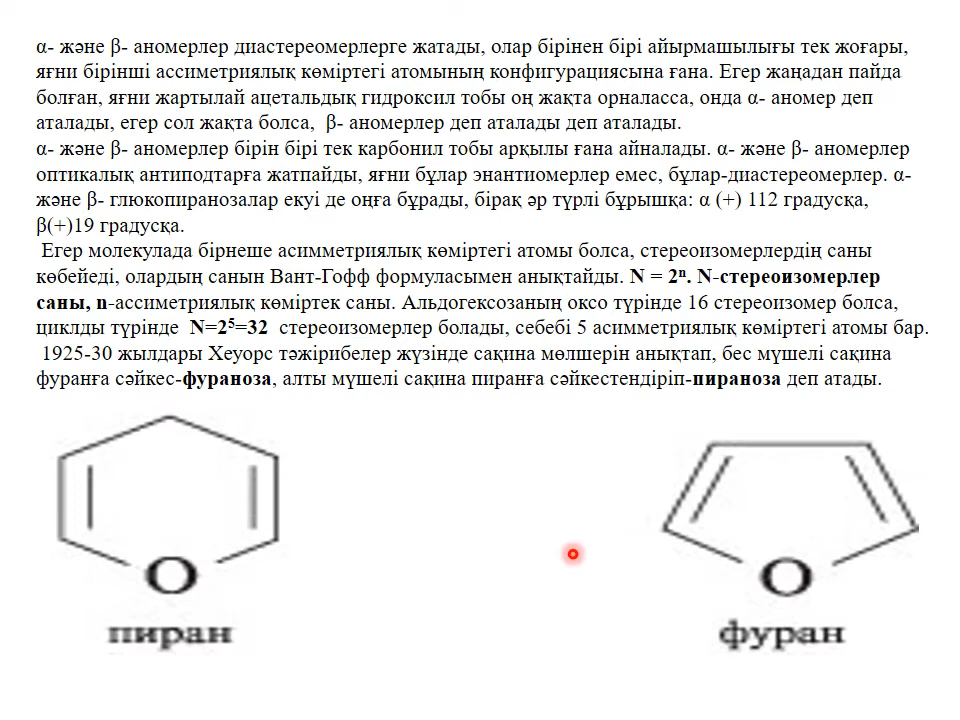 α- және β- аномерлер диастереомерлерге жатады, олар бірінен бірі айырмашылығы тек жоғары,
яғни бірінші ассиметриялық көміртегі атомының конфигурациясына ғана. Егер жаңадан пайда
болған, яғни жартылай ацетальдық гидроксил тобы оң жақта орналасса, онда α- аномер деп
аталады, егер сол жақта болса,  β- аномерлер деп аталады деп аталады.
α- және β- аномерлер бірін бірі тек карбонил тобы арқылы ғана айналады. α- және β- аномерлер
оптикалық антиподтарға жатпайды, яғни бұлар энантиомерлер емес, бұлар-диастереомерлер. α-
және β- глюкопиранозалар екуі де оңға бұрады, бірақ әр түрлі бұрышқа: α (+) 112 градусқа,
β(+)19 градусқа.
Егер молекулада бірнеше асимметриялық көміртегі атомы болса, стереоизомерлердің саны
көбейеді, олардың санын Вант-Гофф формуласымен анықтайды. N = 2ⁿ. N-стереоизомерлер
саны, n-ассиметриялық көміртек саны. Альдогексозаның оксо түрінде 16 стереоизомер болса,
циклды түрінде  N=2⁵=32  стереоизомерлер болады, себебі 5 асимметриялық көміртегі атомы бар.
1925-30 жылдары Хеуорс тәжірибелер жүзінде сақина мөлшерін анықтап, бес мүшелі сақина
фуранға сәйкес-фураноза, алты мүшелі сақина пиранға сәйкестендіріп-пираноза деп атады.
O
O
пиран
фуран